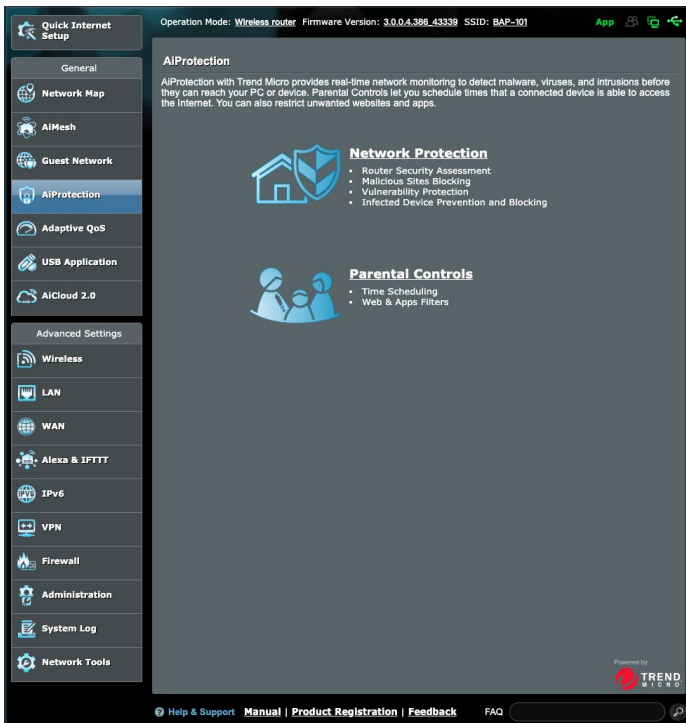 Quick Internet
Setup
Operation Mode: Wireless router Firmware Version: 3.0.0.4.386_43339 SSID: BAP-101
App
General
Network Map
AiMesh
Guest Network
AiProtection
Adaptive QoS
USB Application
AiCloud 2.0
Advanced Settings
Wireless
LAN
WAN
Alexa & IFTTT
IPv6
VPN
Firewall
Administration
System Log
Network Tools
AiProtection
AiProtection with Trend Micro provides real-time network monitoring to detect malware, viruses, and intrusions before
they can reach your PC or device. Parental Controls let you schedule times that a connected device is able to access
the Internet. You can also restrict unwanted websites and apps.
Network Protection
• Router Security Assessment
• Malicious Sites Blocking
• Vulnerability Protection
• Infected Device Prevention and Blocking
Parental Controls
• Time Scheduling
• Web & Apps Filters
Powered by
TREND
MICRO
Help & Support Manual | Product Registration | Feedback FAQ